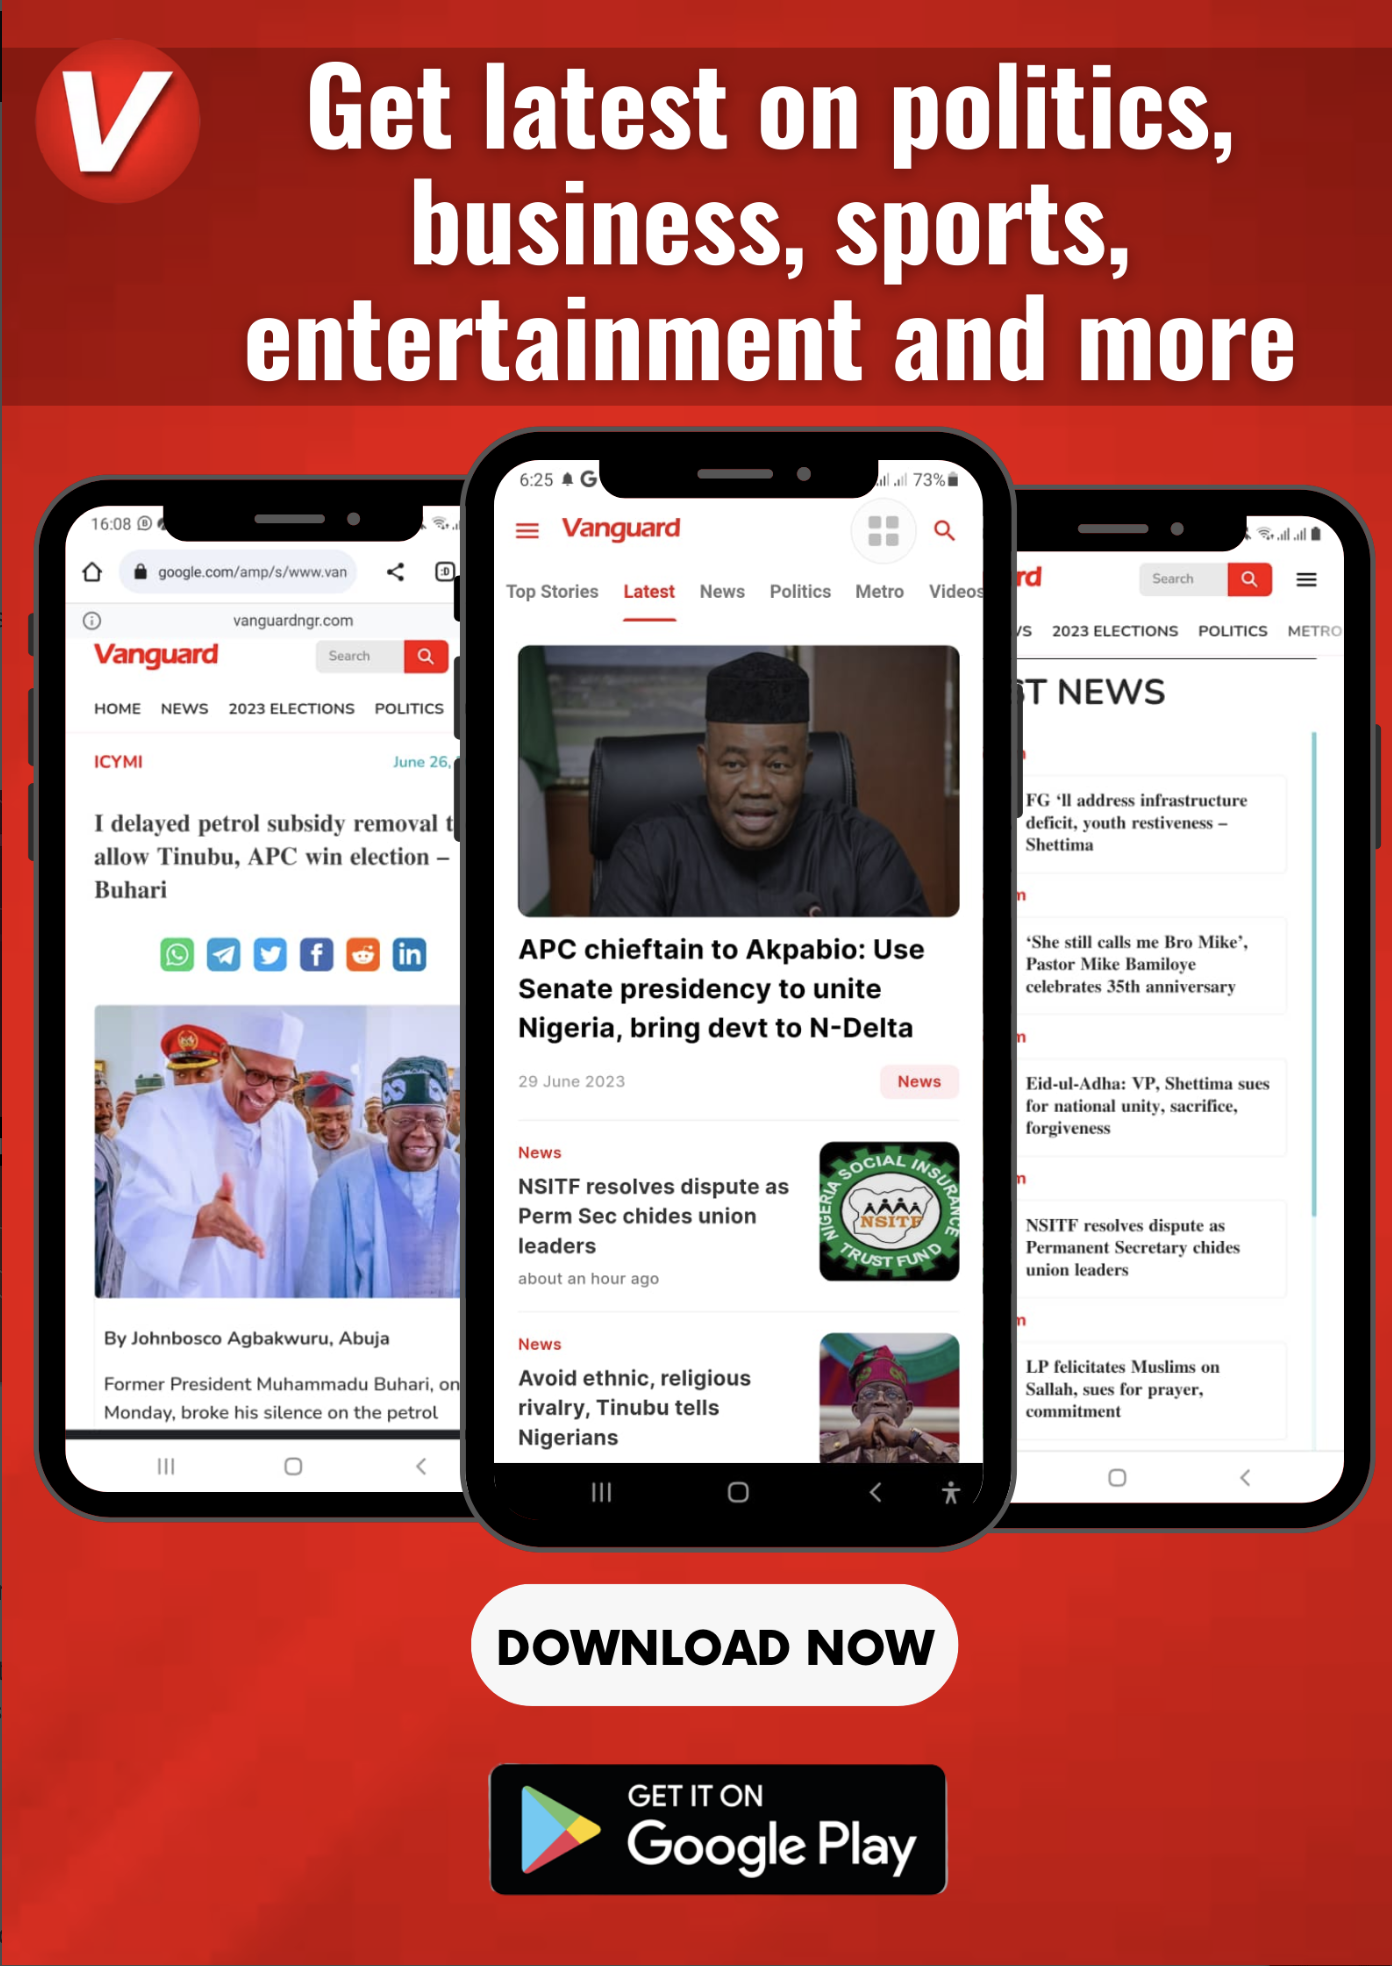 V
Get latest on politics,
business, sports,
entertainment and more
16:08
google.com/amp/s/www.van
vanguardngr.com
Vanguard
Search
HOME NEWS 2023 ELECTIONS POLITICS
ICYMI
June 26,
I delayed petrol subsidy removal t
allow Tinubu, APC win election –
Buhari
By Johnbosco Agbakwuru, Abuja
Former President Muhammadu Buhari, on
Monday, broke his silence on the petrol
6:25 G 73%
Vanguard
Top Stories Latest News Politics Metro Videos
APC chieftain to Akpabio: Use
Senate presidency to unite
Nigeria, bring devt to N-Delta
29 June 2023
News
News
NSITF resolves dispute as
Perm Sec chides union
leaders
about an hour ago
NIGERIA SOCIAL INSURANCE
NSITF
TRUST FUND
News
Avoid ethnic, religious
rivalry, Tinubu tells
Nigerians
rd
Search
VS 2023 ELECTIONS POLITICS METRO
ST NEWS
FG ‘ll address infrastructure
deficit, youth restiveness –
Shettima
‘She still calls me Bro Mike’,
Pastor Mike Bamiloye
celebrates 35th anniversary
Eid-ul-Adha: VP, Shettima sues
for national unity, sacrifice,
forgiveness
NSITF resolves dispute as
Permanent Secretary chides
union leaders
LP felicitates Muslims on
Sallah, sues for prayer,
commitment
DOWNLOAD NOW
GET IT ON
Google Play